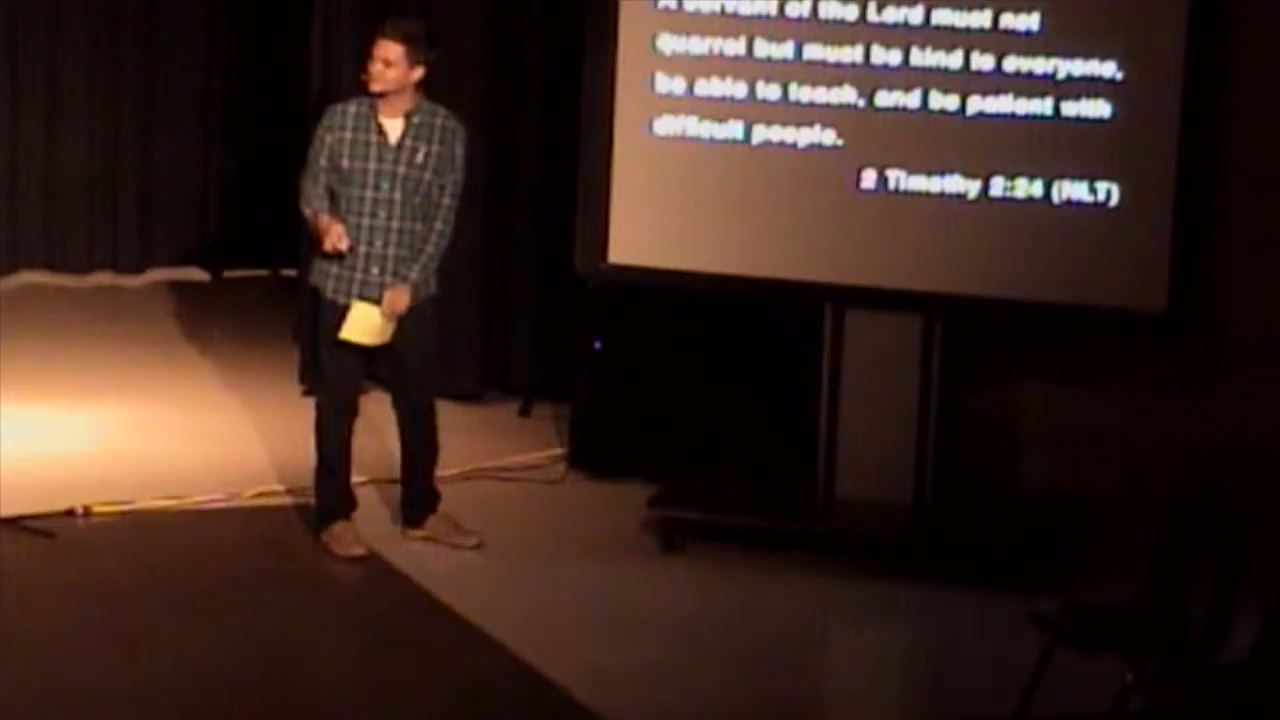 A servant of the Lord must not
quarrel but must be kind to everyone,
be able to teach, and be patient with
difficult people.
2 Timothy 2:24 (NLT)